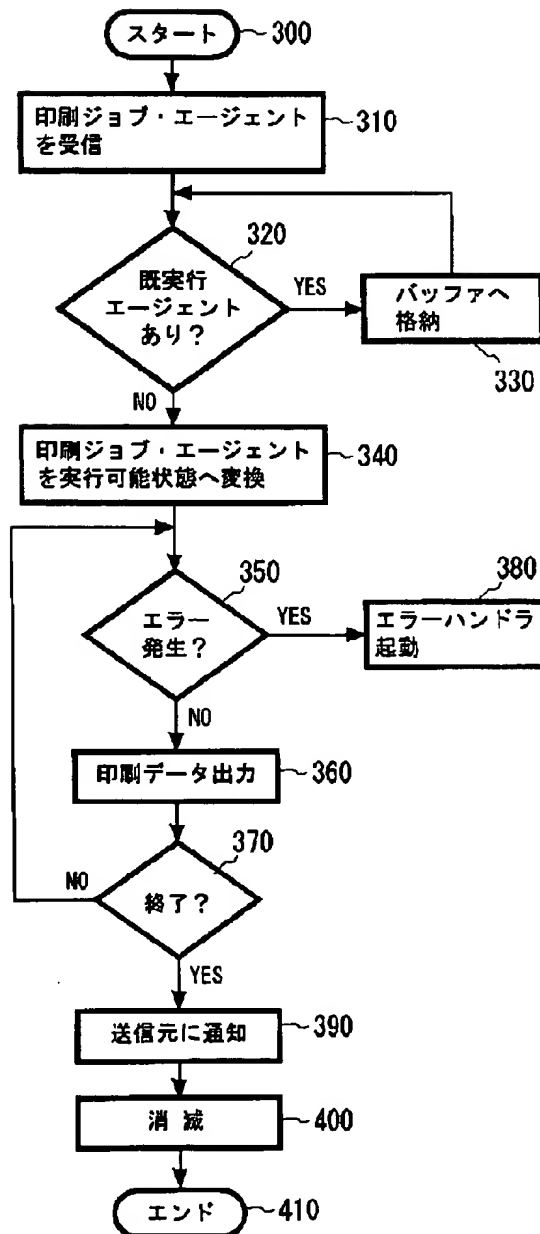 スタート
300
印刷ジョブ・エージェント
を受信
310
320
既実行
エージェント
あり?
YES
バッファへ
格納
330
NO
印刷ジョブ・エージェント
を実行可能状態へ変換
340
350
エラー
発生?
YES
380
エラーハンドラ
起動
NO
印刷データ出力
360
370
NO
終了?
YES
送信元に通知
390
消 滅
400
エンド
410